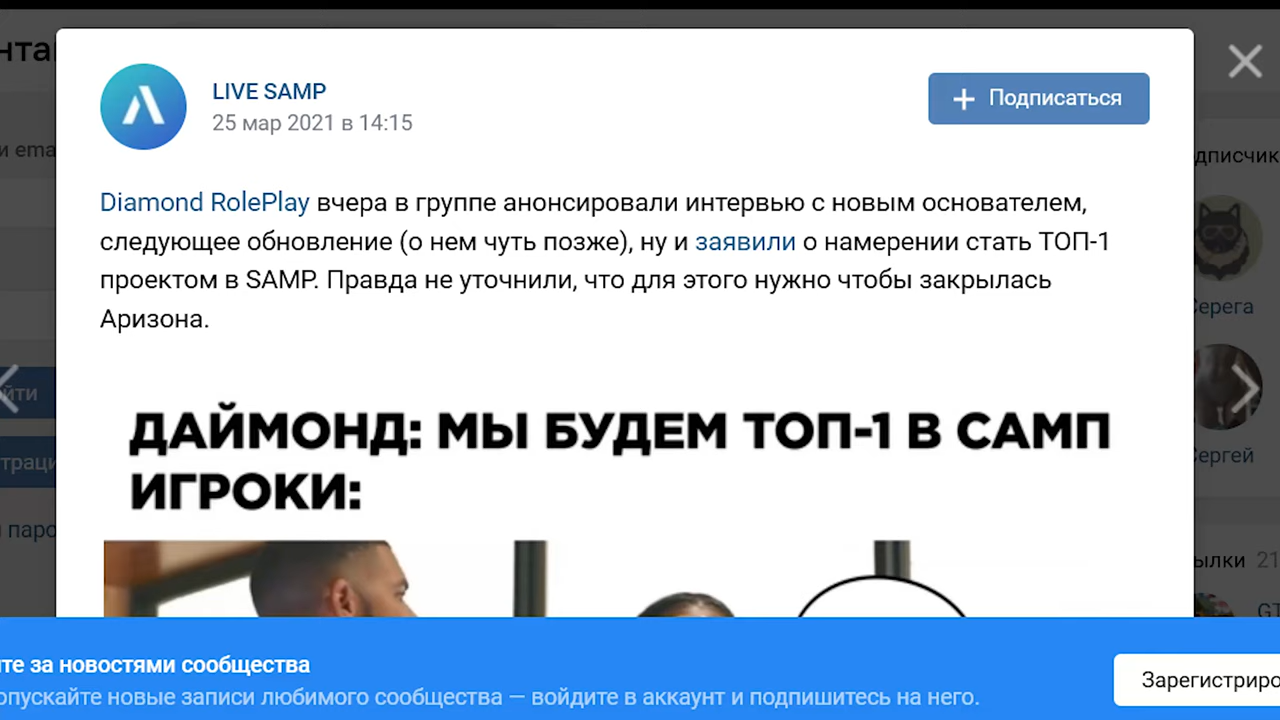 LIVE SAMP
25 мар 2021 в 14:15
Подписаться
Diamond RolePlay вчера в группе анонсировали интервью с новым основателем,
следующее обновление (о нем чуть позже), ну и заявили о намерении стать ТОП-1
проектом в SAMP. Правда не уточнили, что для этого нужно чтобы закрылась
Аризона.
ДАЙМОНД: МЫ БУДЕМ ТОП-1 В САМП
ИГРОКИ:
Серега
Сергей
за новостями сообщества
новые записи любимого сообщества — войдите в аккаунт и подпишитесь на него.